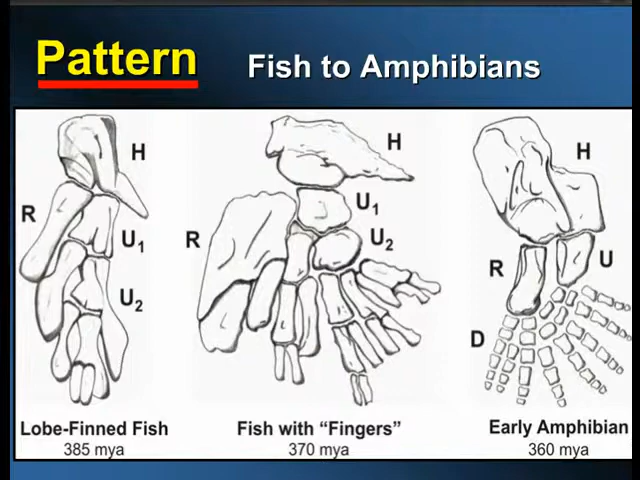 Pattern
Fish to Amphibians
H
R
U1
U2
H
R
U1
U2
H
R
U
D
Lobe-Finned Fish
385 mya
Fish with “Fingers”
370 mya
Early Amphibian
360 mya